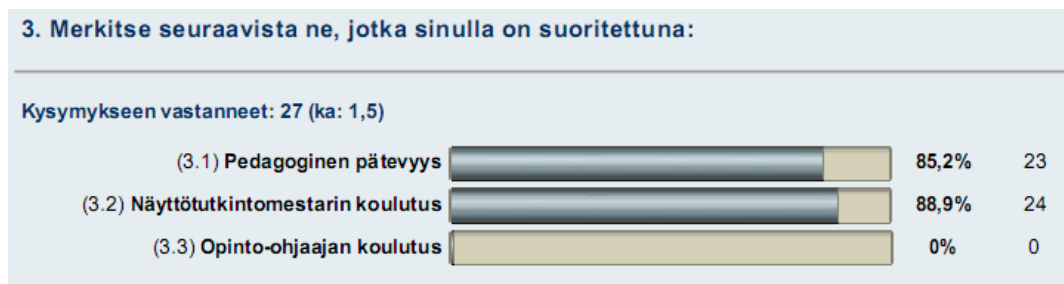 3. Merkitse seuraavista ne, jotka sinulla on suoritettuna:
Kysymykseen vastanneet: 27 (ka: 1,5)
(3.1) Pedagoginen pätevyys 85,2% 23
(3.2) Näyttötutkintomestarin koulutus 88,9% 24
(3.3) Opinto-ohjaajan koulutus 0% 0